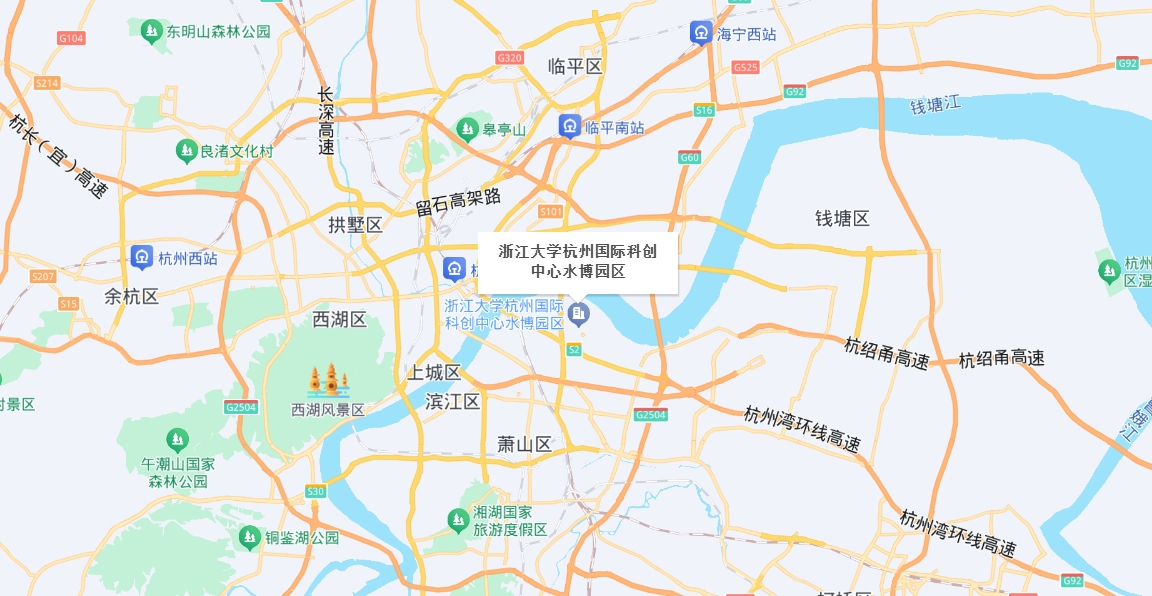 G104
东明山森林公园
海宁西站
G320
临平区
G525
G92
G92
S214
长深高速
钱塘江
S16
杭长（宜）高速
皋亭山
临平南站
良渚文化村
G60
留石高架路
S101
拱墅区
钱塘区
浙江大学杭州国际科创
中心水博园区
杭州西站
杭
杭州
区湿
S207
余杭区
S15
浙江大学杭州国际
科创中心水博园区
西湖区
S2
杭绍甬高速
杭绍甬高速
上城区
西湖风景区
滨江区
村景区
G2504
G2504
杭州湾环线高速
娥江
萧山区
午潮山国家
森林公园
S30
湘湖国家
旅游度假区
铜鉴湖公园
杭州湾环线高速
G92